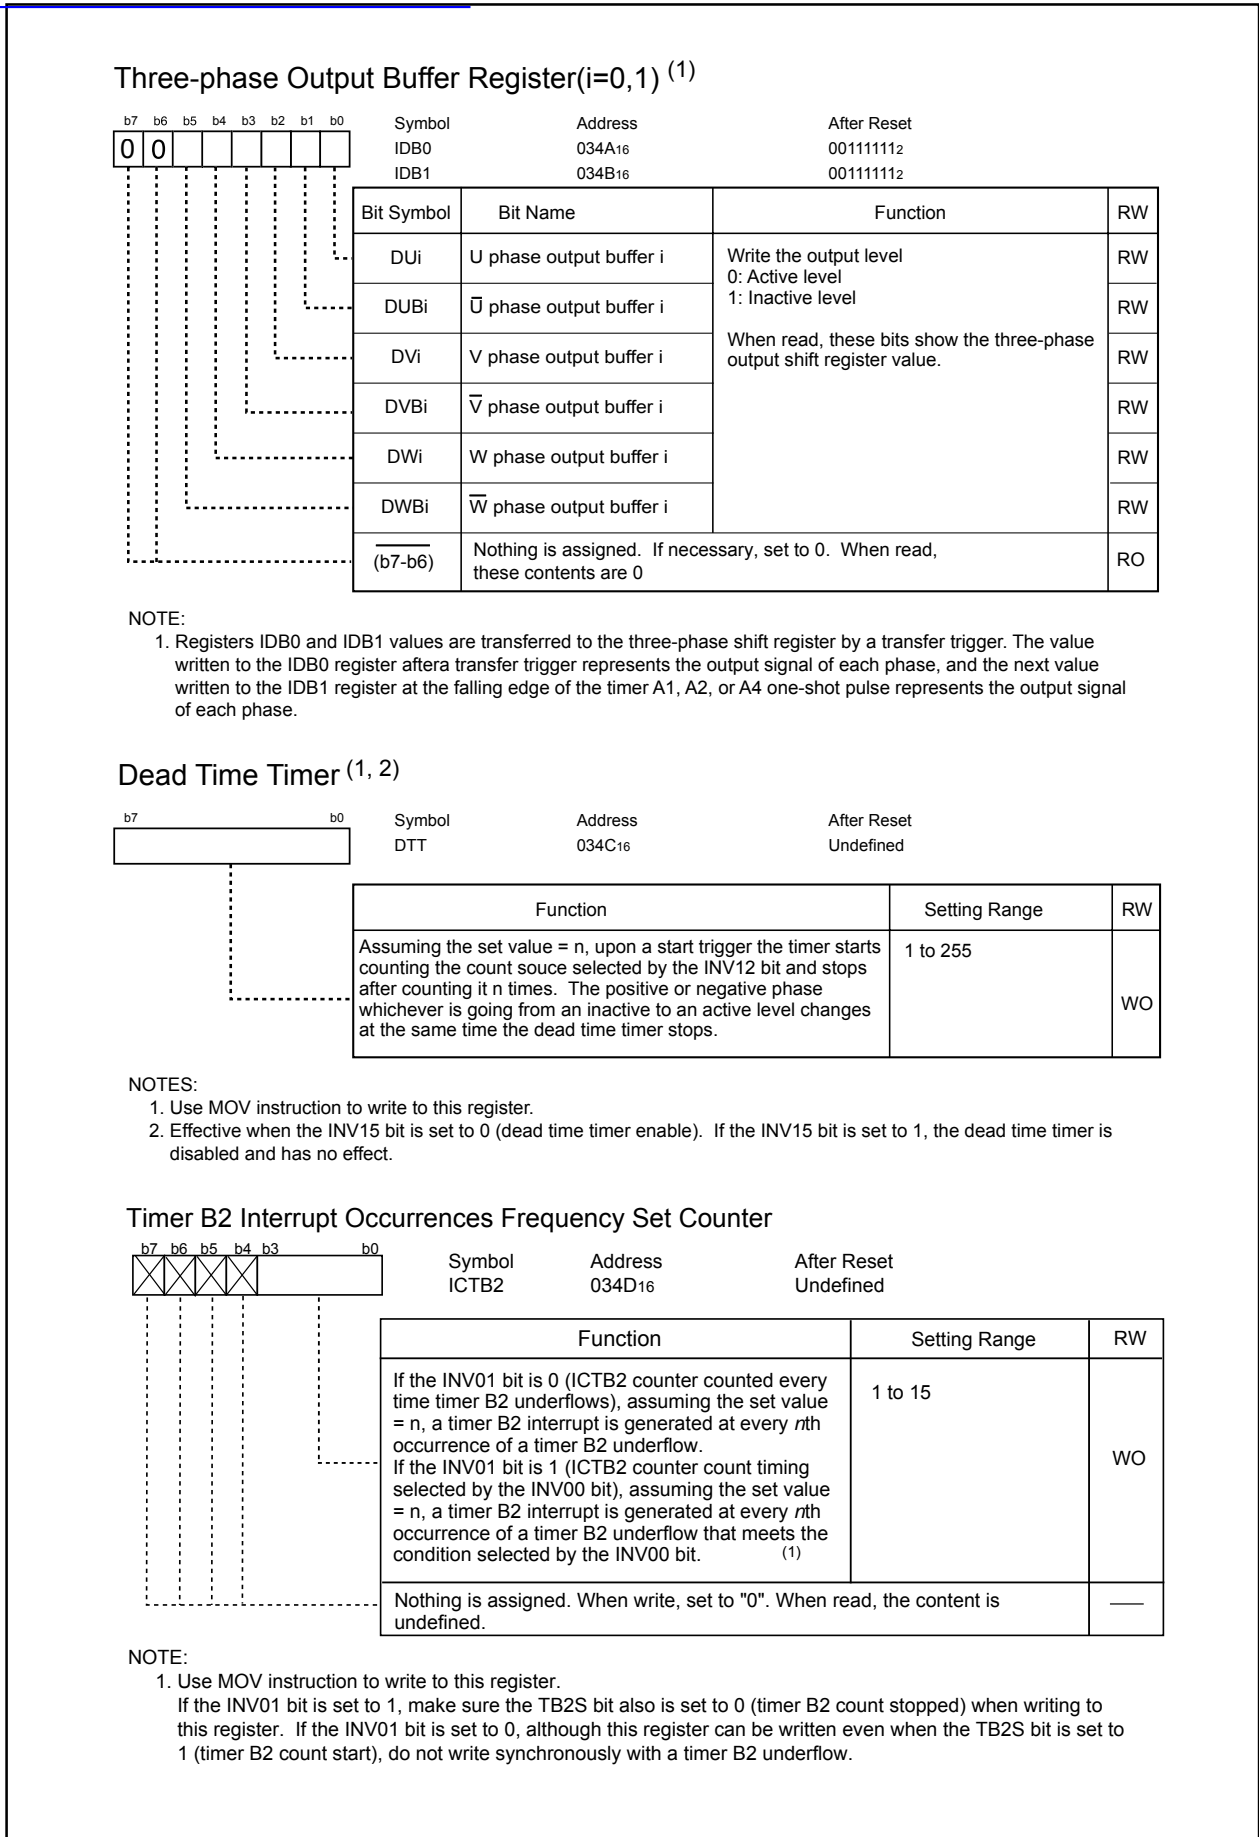 Three-phase Output Buffer Register(i=0,1) (1)
b7 b6 b5 b4 b3 b2 b1 b0 Symbol Address After Reset
0 0 IDB0 034A16 001111112
IDB1 034B16 001111112
Bit Symbol Bit Name Function RW
DUi U phase output buffer i Write the output level RW
0: Active level
1: Inactive level
DUBi U̅ phase output buffer i RW
When read, these bits show the three-phase
DVi V phase output buffer i output shift register value. RW
DVBi V̅ phase output buffer i RW
DWi W phase output buffer i RW
DWBi W̅ phase output buffer i RW
(b7-b6) Nothing is assigned. If necessary, set to 0. When read, RO
these contents are 0
NOTE:
1. Registers IDB0 and IDB1 values are transferred to the three-phase shift register by a transfer trigger. The value
written to the IDB0 register aftera transfer trigger represents the output signal of each phase, and the next value
written to the IDB1 register at the falling edge of the timer A1, A2, or A4 one-shot pulse represents the output signal
of each phase.
Dead Time Timer (1, 2)
b7 b0 Symbol Address After Reset
DTT 034C16 Undefined
Function Setting Range RW
Assuming the set value = n, upon a start trigger the timer starts 1 to 255
counting the count souce selected by the INV12 bit and stops
after counting it n times. The positive or negative phase
whichever is going from an inactive to an active level changes WO
at the same time the dead time timer stops.
NOTES:
1. Use MOV instruction to write to this register.
2. Effective when the INV15 bit is set to 0 (dead time timer enable). If the INV15 bit is set to 1, the dead time timer is
disabled and has no effect.
Timer B2 Interrupt Occurrences Frequency Set Counter
b7 b6 b5 b4 b3 b0 Symbol Address After Reset
ICTB2 034D16 Undefined
Function Setting Range RW
If the INV01 bit is 0 (ICTB2 counter counted every 1 to 15
time timer B2 underflows), assuming the set value
= n, a timer B2 interrupt is generated at every nth
occurrence of a timer B2 underflow.
If the INV01 bit is 1 (ICTB2 counter count timing WO
selected by the INV00 bit), assuming the set value
= n, a timer B2 interrupt is generated at every nth
occurrence of a timer B2 underflow that meets the
condition selected by the INV00 bit. (1)
Nothing is assigned. When write, set to "0". When read, the content is —
undefined.
NOTE:
1. Use MOV instruction to write to this register.
If the INV01 bit is set to 1, make sure the TB2S bit also is set to 0 (timer B2 count stopped) when writing to
this register. If the INV01 bit is set to 0, although this register can be written even when the TB2S bit is set to
1 (timer B2 count start), do not write synchronously with a timer B2 underflow.